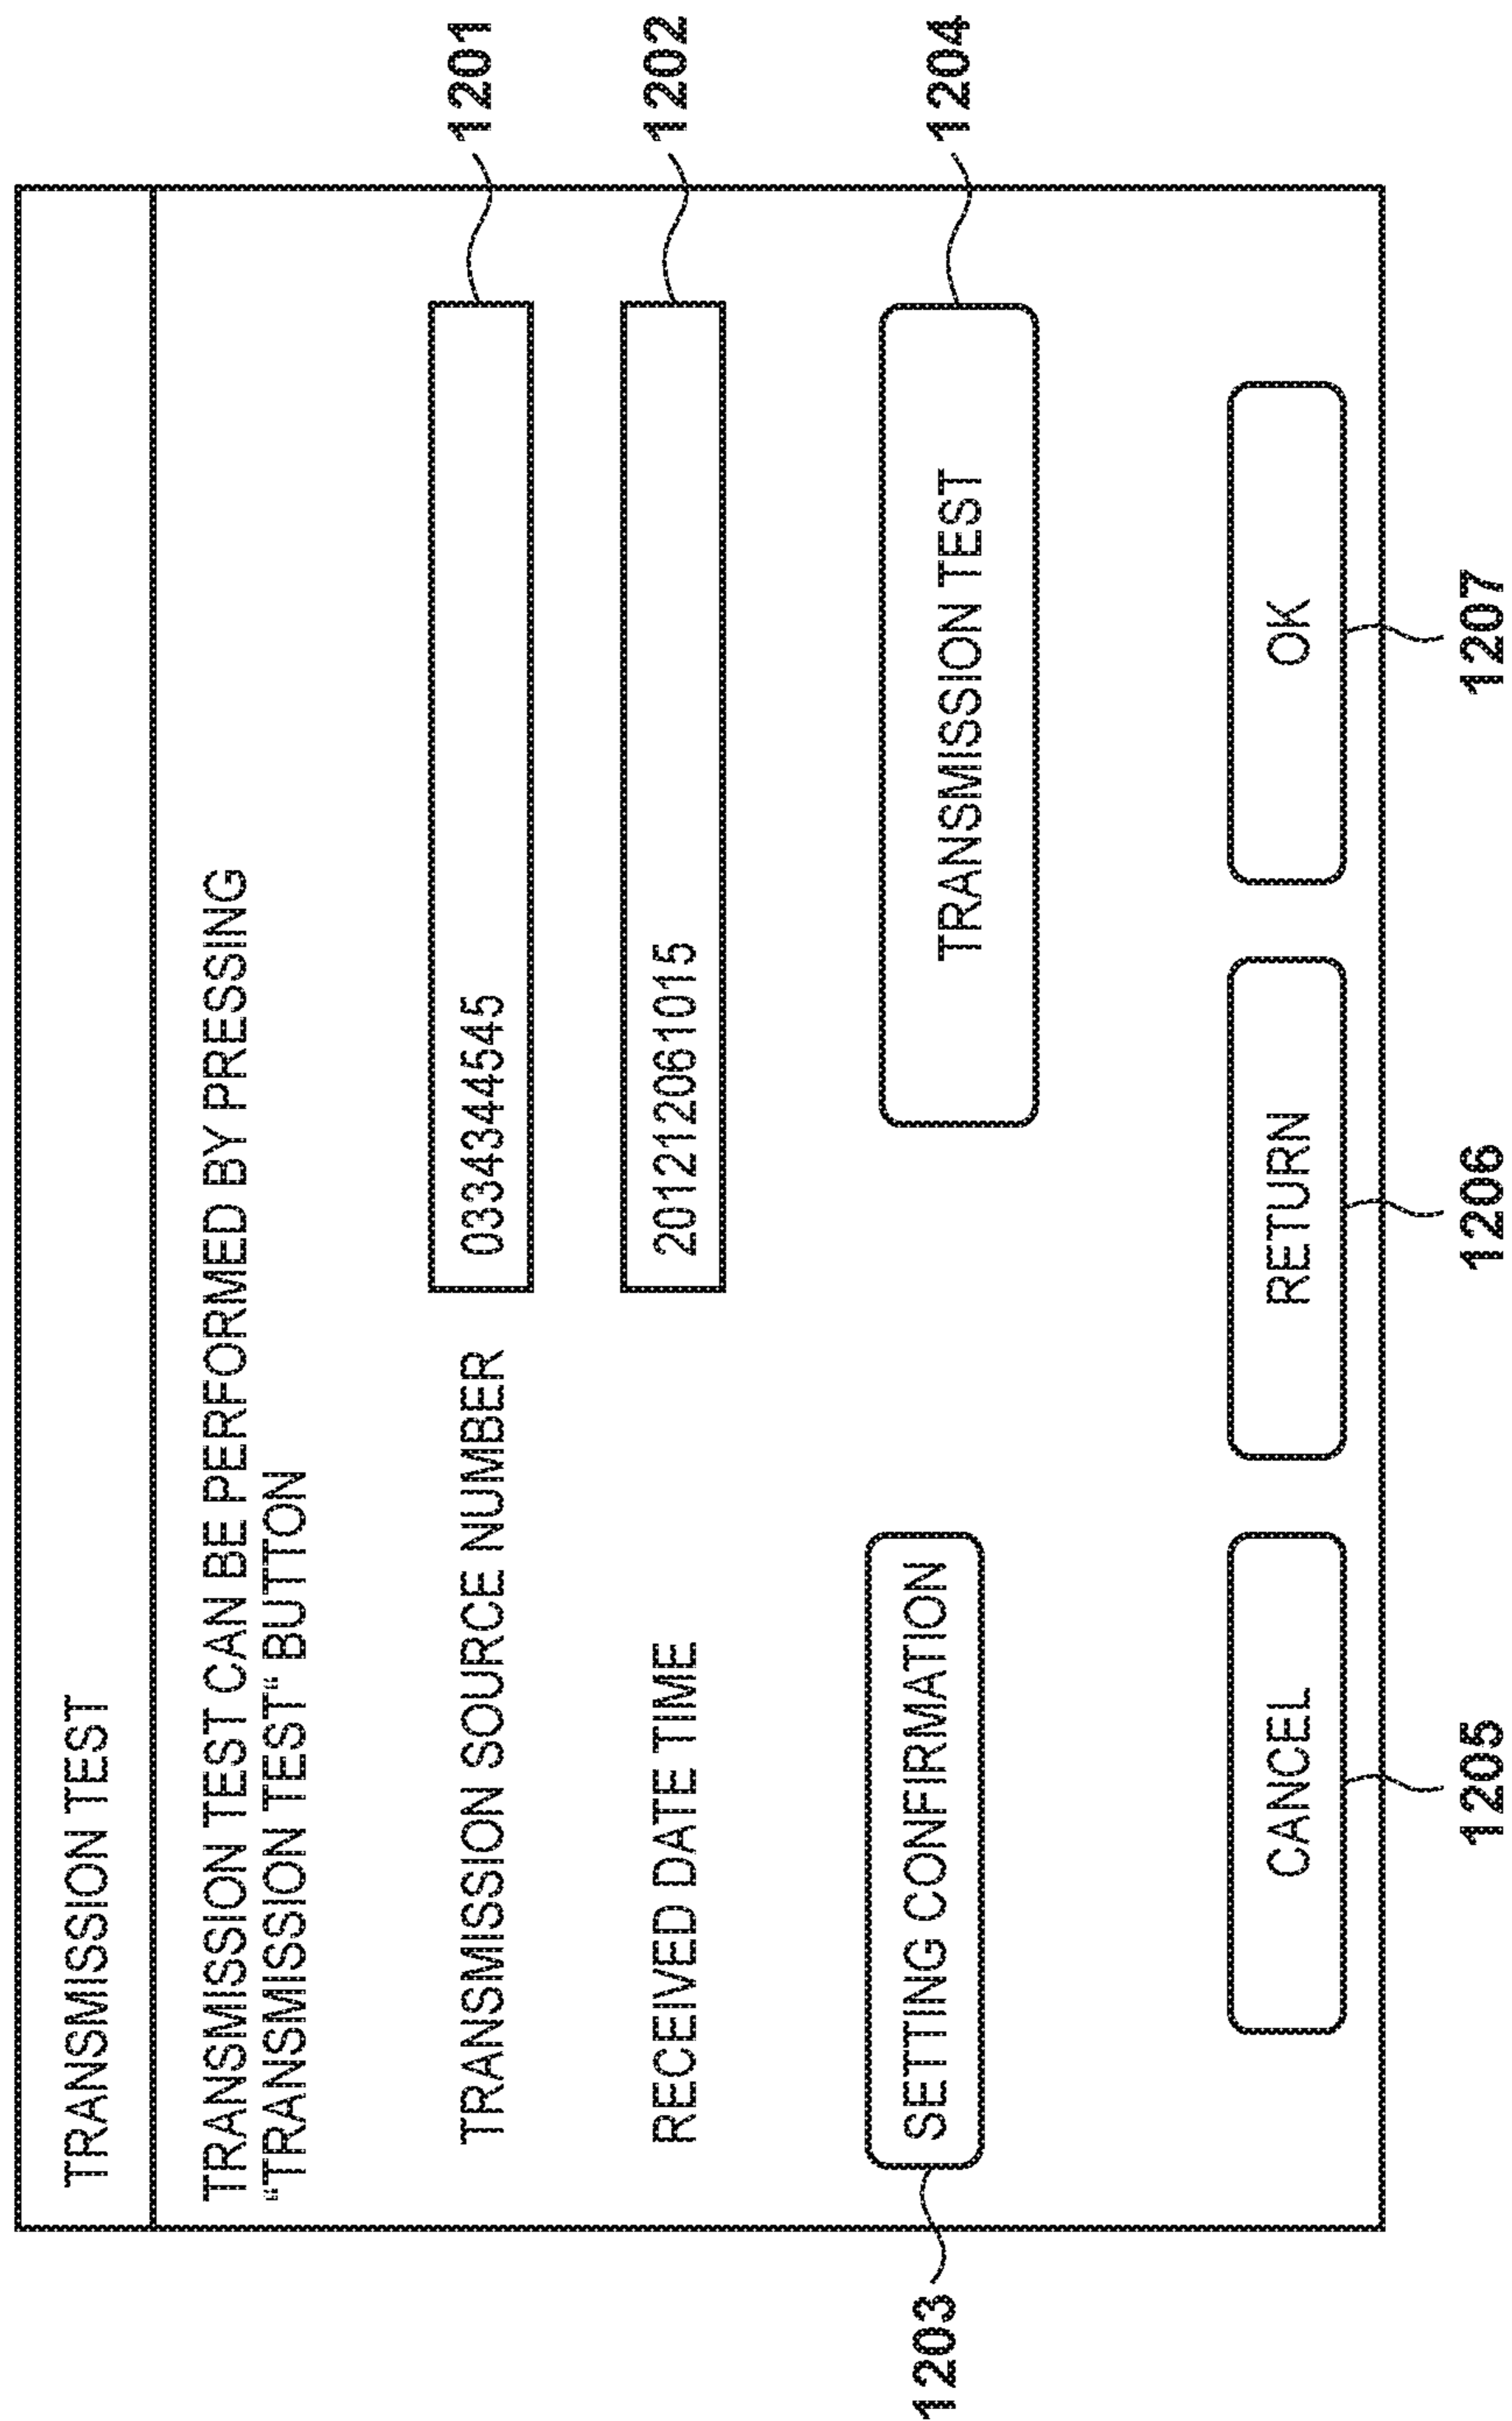 TRANSMISSION TEST
TRANSMISSION TEST CAN BE PERFORMED BY PRESSING
“TRANSMISSION TEST“ BUTTON
TRANSMISSION SOURCE NUMBER 0334344545 1201
RECEIVED DATE TIME 201212061015 1202
1203 SETTING CONFIRMATION TRANSMISSION TEST 1204
CANCEL RETURN OK
1205 1206 1207